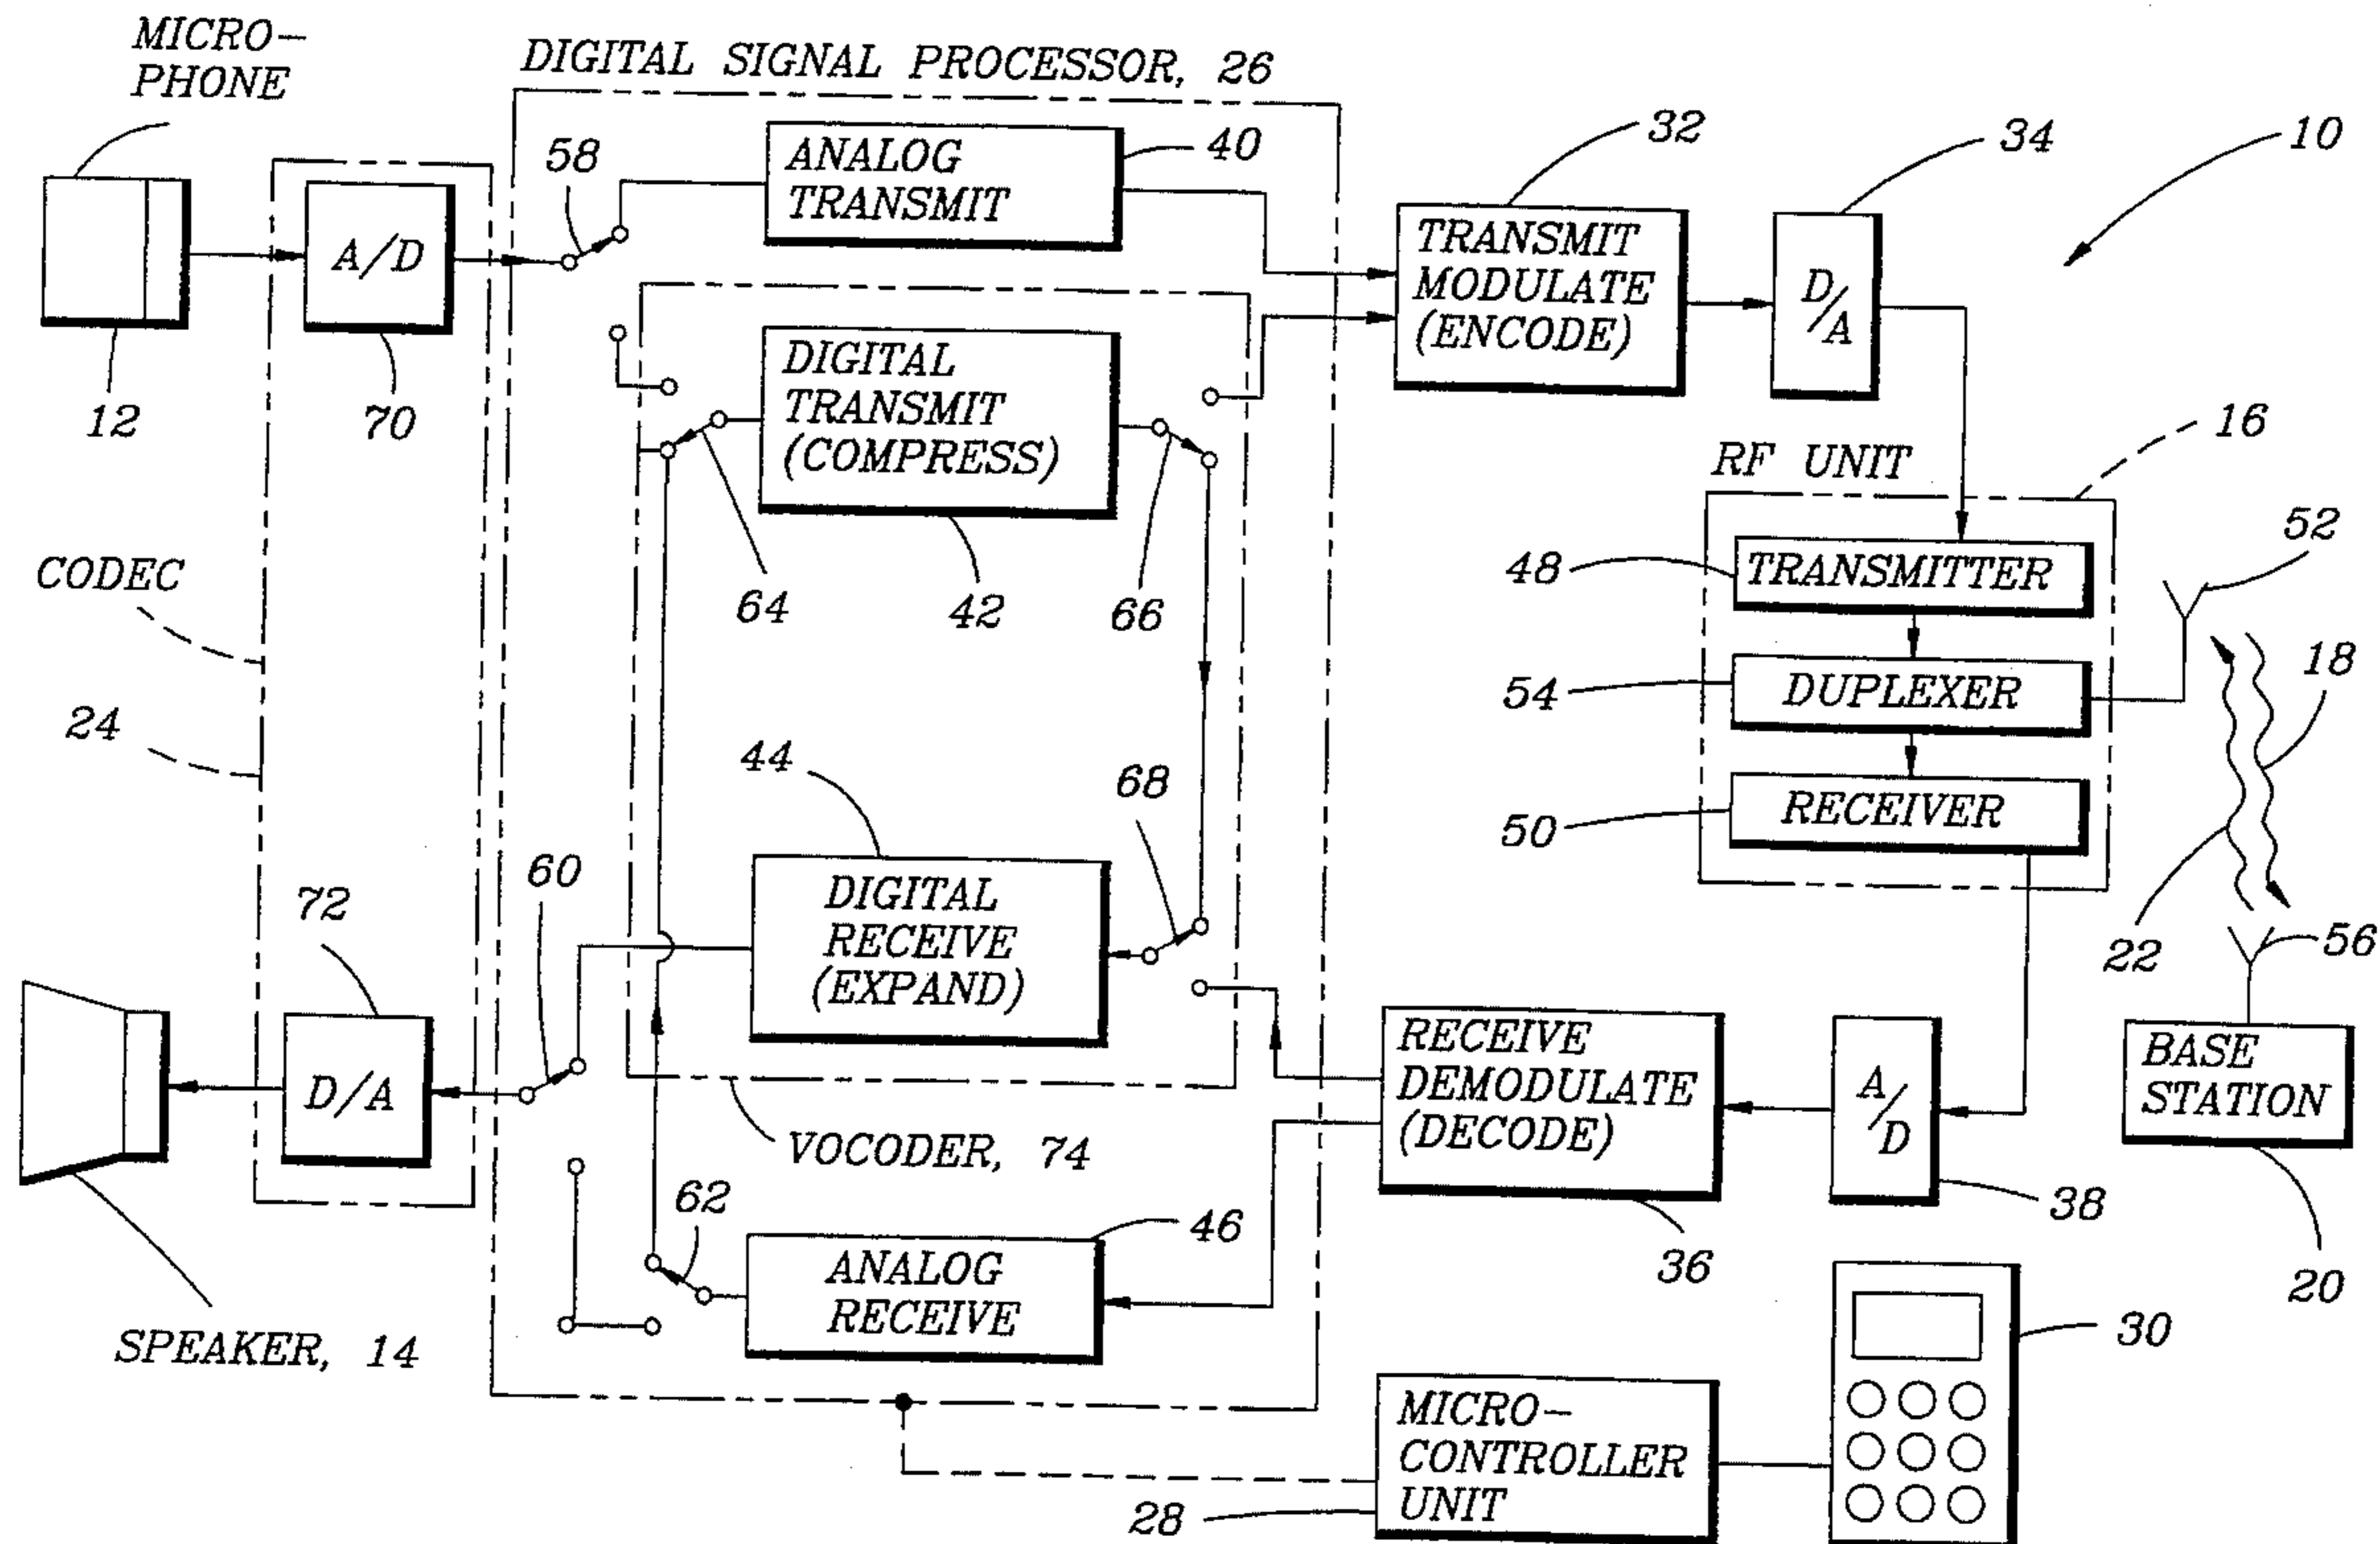 MICRO-
PHONE
DIGITAL SIGNAL PROCESSOR, 26
58
ANALOG
TRANSMIT
40
32
34
10
A/D
TRANSMIT
MODULATE
(ENCODE)
D/A
12
70
DIGITAL
TRANSMIT
(COMPRESS)
16
RF UNIT
CODEC
64
42
66
48
TRANSMITTER
52
24
54
DUPLEXER
18
44
68
50
RECEIVER
60
72
DIGITAL
RECEIVE
(EXPAND)
22
56
D/A
RECEIVE
DEMODULATE
(DECODE)
A/D
BASE
STATION
VOCODER, 74
62
46
38
36
20
ANALOG
RECEIVE
SPEAKER, 14
30
MICRO-
CONTROLLER
UNIT
28